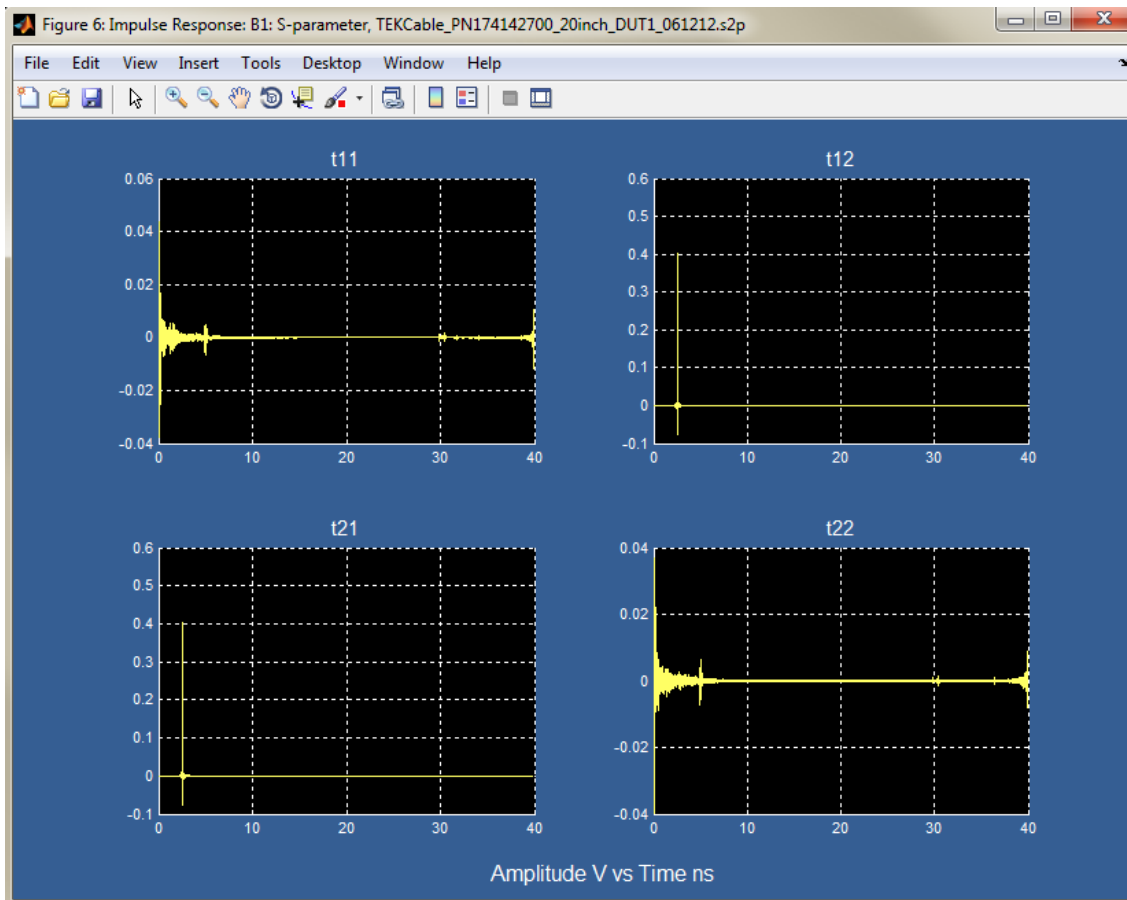 Figure 6: Impulse Response: B1: S-parameter, TEKCable_PN174142700_20inch_DUT1_061212.s2p
File Edit View Insert Tools Desktop Window Help
t11
0.06
0.04
0.02
0
-0.02
-0.04
0 10 20 30 40
t12
0.6
0.5
0.4
0.3
0.2
0.1
0
-0.1
0 10 20 30 40
t21
0.6
0.5
0.4
0.3
0.2
0.1
0
-0.1
0 10 20 30 40
t22
0.04
0.02
0
-0.02
-0.04
0 10 20 30 40
Amplitude V vs Time ns